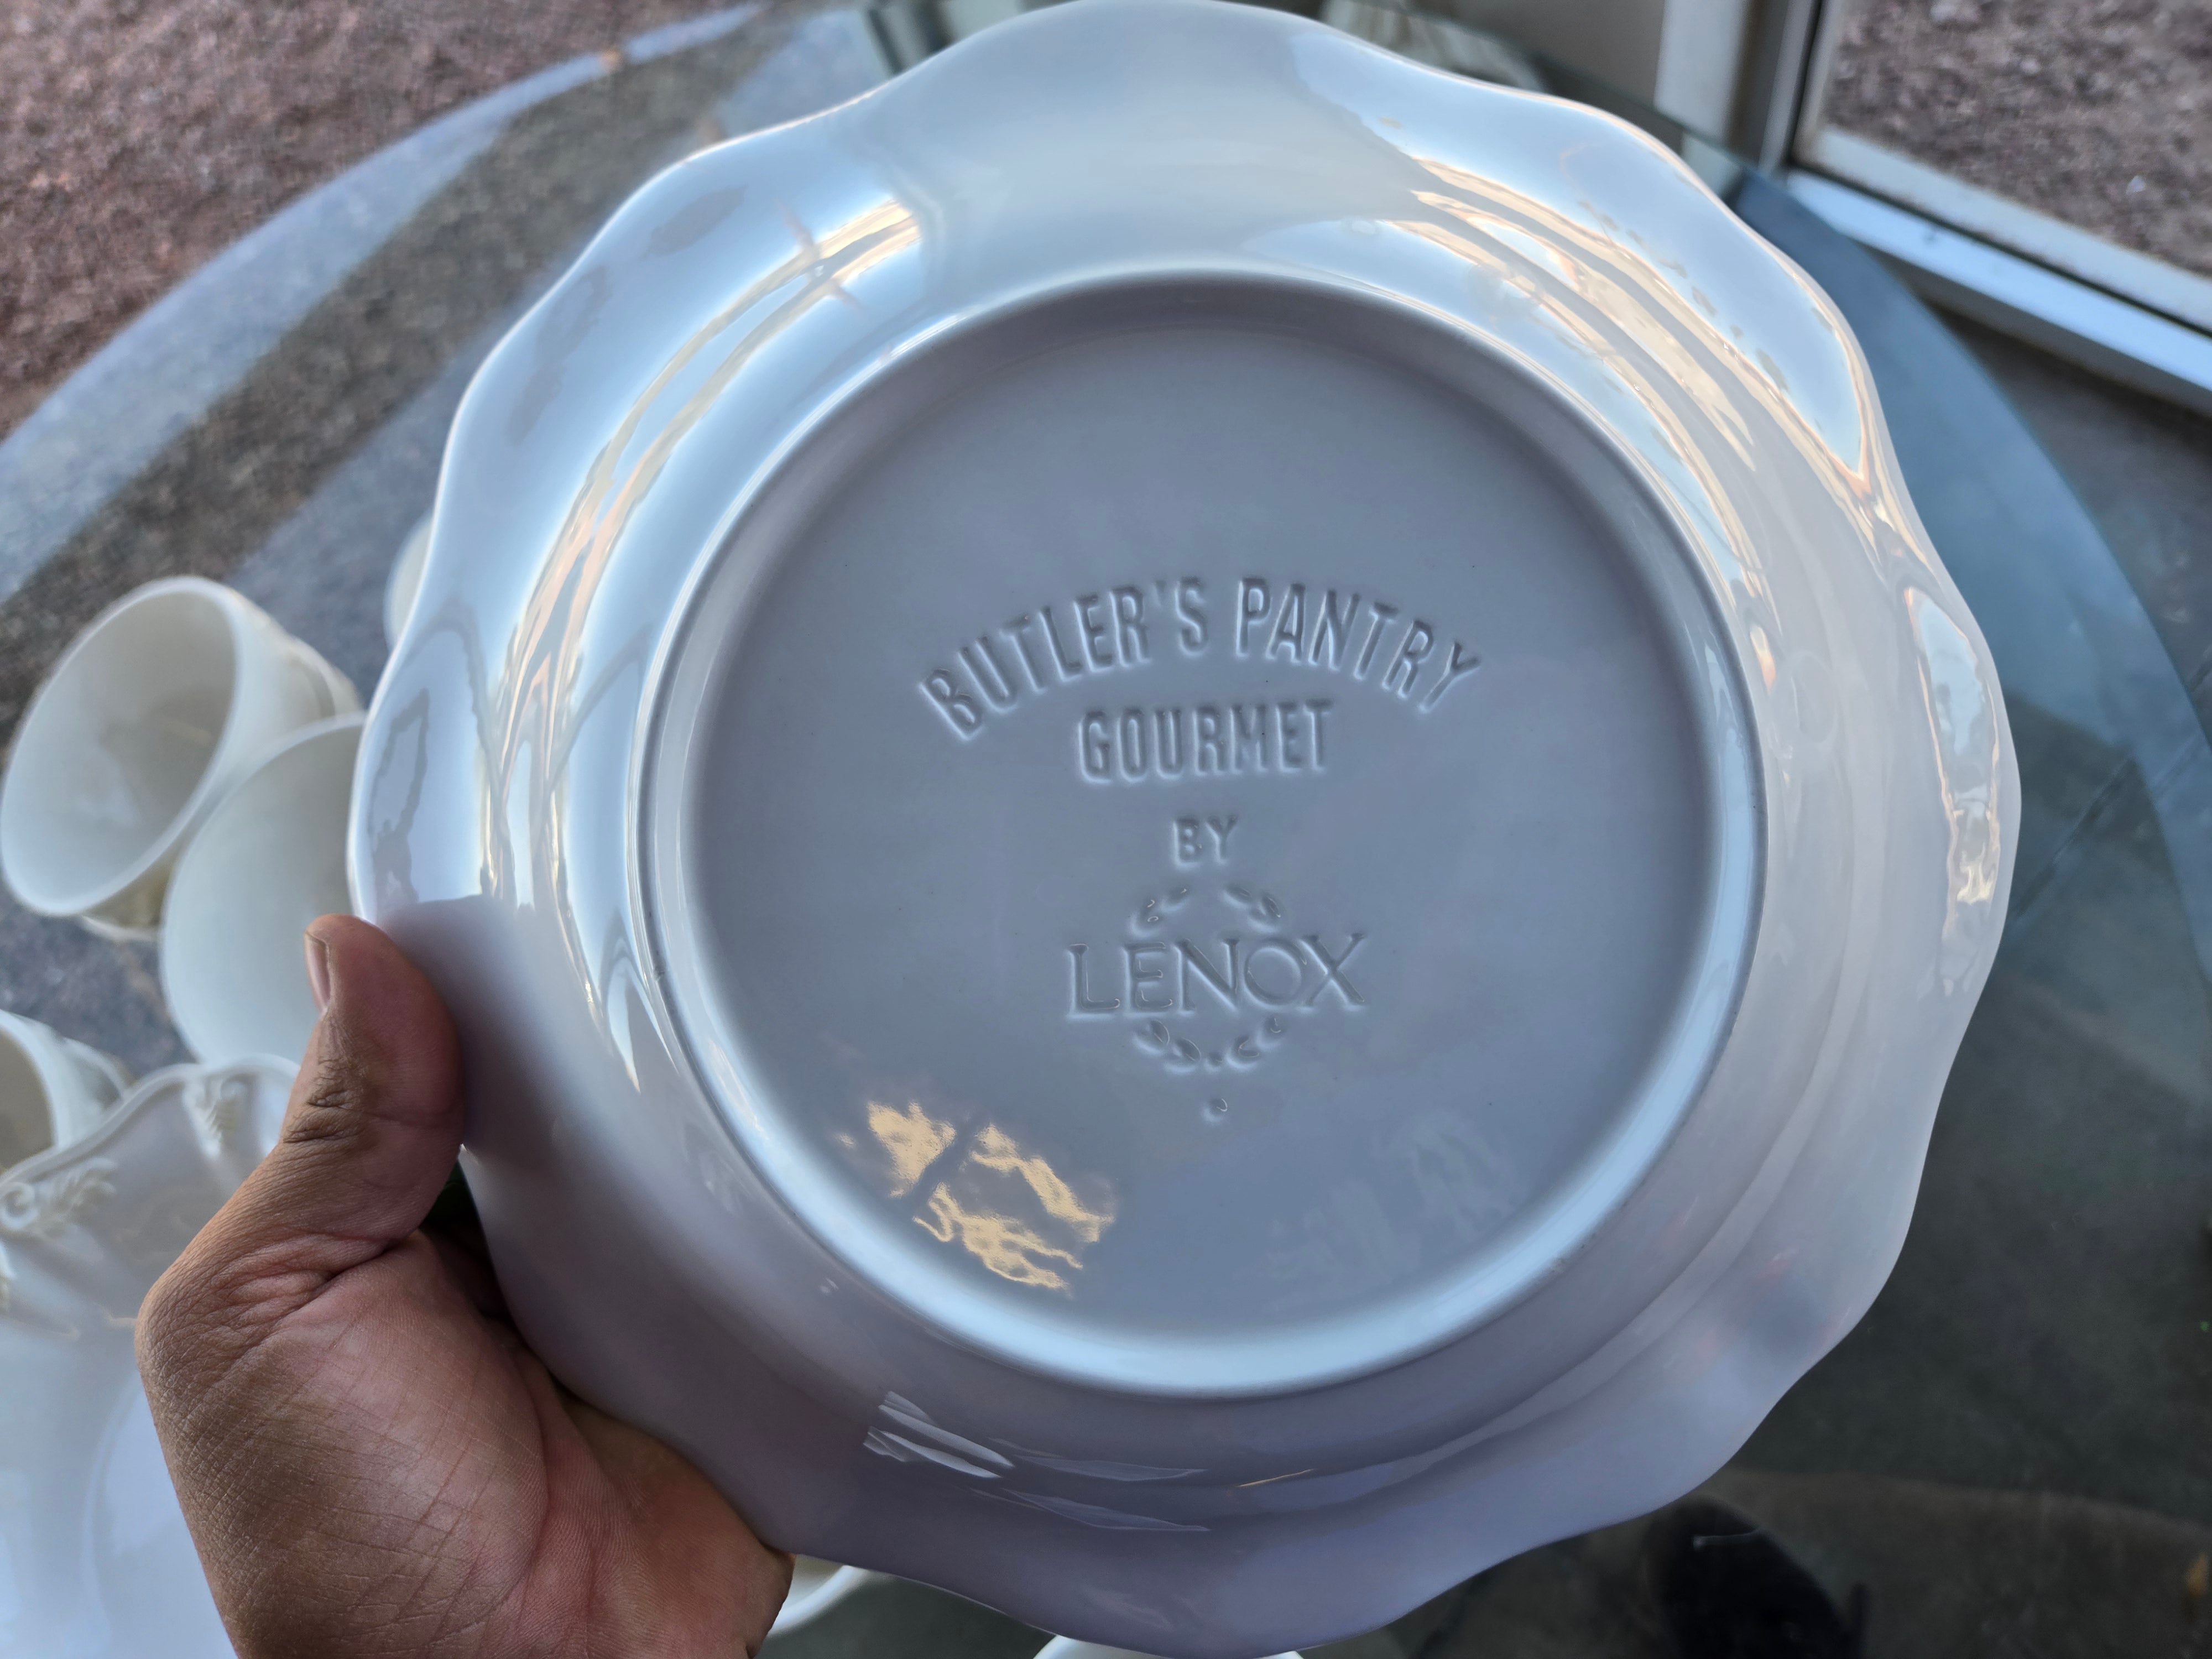 BUTLER'S PANTRY
GOURMET
BY
LENOX